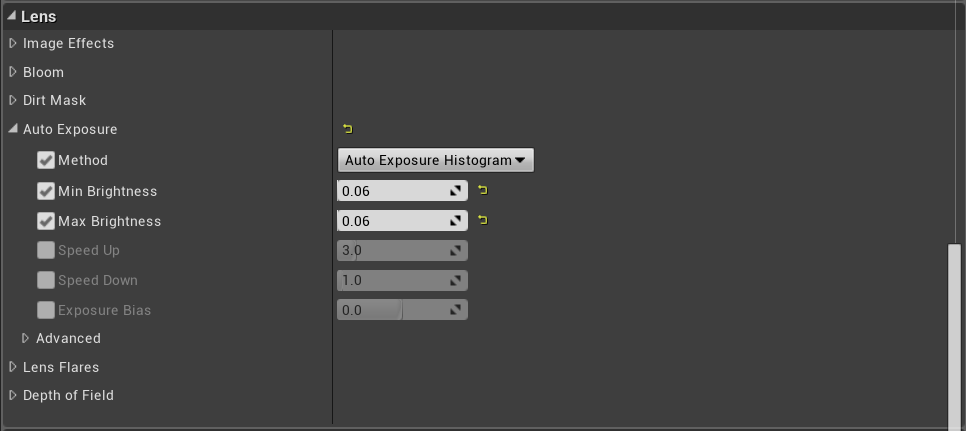 Lens
Image Effects
Bloom
Dirt Mask
Auto Exposure
Method Auto Exposure Histogram
Min Brightness 0.06
Max Brightness 0.06
Speed Up 3.0
Speed Down 1.0
Exposure Bias 0.0
Advanced
Lens Flares
Depth of Field